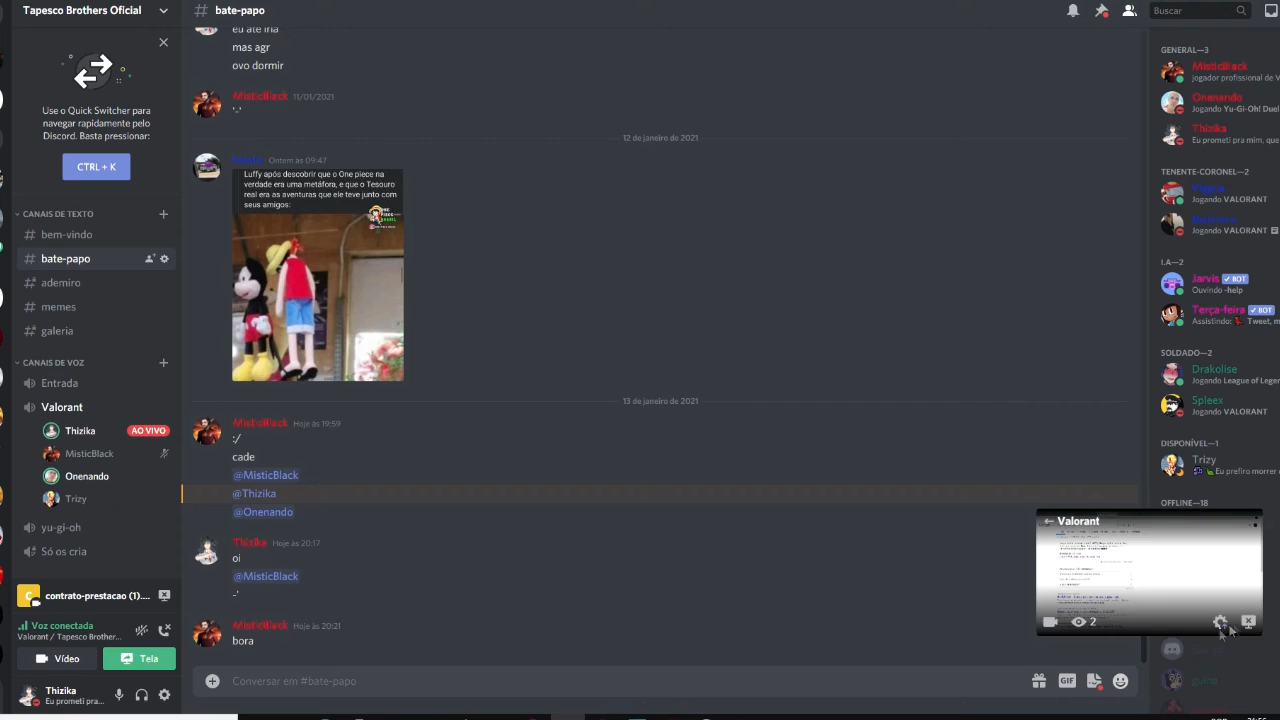 Tapesco Brothers Oficial
Use o Quick Switcher para
navegar rapidamente pelo
Discord. Basta pressionar:
CTRL + K
CANAIS DE TEXTO
bem-vindo
bate-papo
ademiro
memes
galeria
CANAIS DE VOZ
Entrada
Valorant
Thizika AO VIVO
MisticBlack
Onenando
Trizy
yu-gi-oh
Só os cria
contrato-prestacao (1)....
Voz conectada
Valorant / Tapesco Brother...
Vídeo
Tela
Thizika
Eu prometi pra...
# bate-papo
Buscar
eu ate iria
mas agr
ovo dormir
MisticBlack 11/01/2021
'-'
12 de janeiro de 2021
Ontem às 09:47
Luffy após descobrir que o One piece na
verdade era uma metáfora, e que o Tesouro
real era as aventuras que ele teve junto com
seus amigos:
13 de janeiro de 2021
MisticBlack Hoje às 19:59
:/
cade
@MisticBlack
@Thizika
@Onenando
Thizika Hoje às 20:17
oi
@MisticBlack
-'
MisticBlack Hoje às 20:21
bora
Conversar em #bate-papo
GIF
GENERAL—3
MisticBlack
jogador profissional de V
Onenando
Jogando Yu-Gi-Oh! Duel
Thizika
Eu prometi pra mim, que
TENENTE-CORONEL—2
Jogando VALORANT
Jogando VALORANT
I.A—2
Jarvis BOT
Ouvindo -help
Terça-feira BOT
Assistindo: Tweet, m
SOLDADO—2
Drakolise
Jogando League of Legen
Spleex
Jogando VALORANT
DISPONÍVEL—1
Trizy
Eu prefiro morrer
OFFLINE—18
Valorant
2